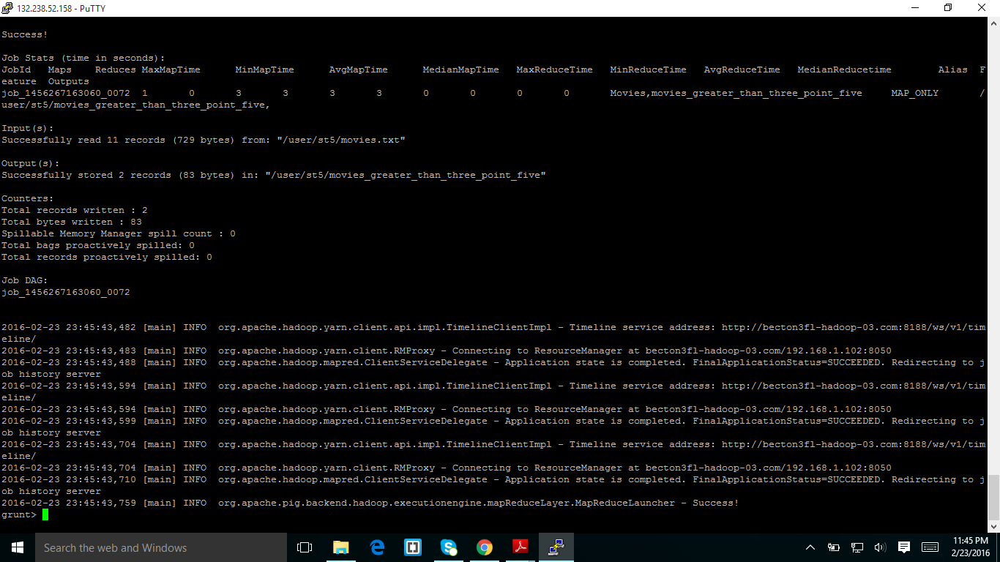 132.238.52.158 - PuTTY
Success!
Job Stats (time in seconds):
JobId   Maps    Reduces MaxMapTime      MinMapTime      AvgMapTime      MedianMapTime   MaxReduceTime   MinReduceTime   AvgReduceTime   MedianReducetime        Alias  F
eature  Outputs
job_1456267163060_0072  1       0       3       3       3       3       0       0       0       0       Movies,movies_greater_than_three_point_five     MAP_ONLY       /
user/st5/movies_greater_than_three_point_five,
Input(s):
Successfully read 11 records (729 bytes) from: "/user/st5/movies.txt"
Output(s):
Successfully stored 2 records (83 bytes) in: "/user/st5/movies_greater_than_three_point_five"
Counters:
Total records written : 2
Total bytes written : 83
Spillable Memory Manager spill count : 0
Total bags proactively spilled: 0
Total records proactively spilled: 0
Job DAG:
job_1456267163060_0072
2016-02-23 23:45:43,482 [main] INFO  org.apache.hadoop.yarn.client.api.impl.TimelineClientImpl - Timeline service address: http://becton3fl-hadoop-03.com:8188/ws/v1/tim
eline/
2016-02-23 23:45:43,483 [main] INFO  org.apache.hadoop.yarn.client.RMProxy - Connecting to ResourceManager at becton3fl-hadoop-03.com/192.168.1.102:8050
2016-02-23 23:45:43,488 [main] INFO  org.apache.hadoop.mapred.ClientServiceDelegate - Application state is completed. FinalApplicationStatus=SUCCEEDED. Redirecting to j
ob history server
2016-02-23 23:45:43,594 [main] INFO  org.apache.hadoop.yarn.client.api.impl.TimelineClientImpl - Timeline service address: http://becton3fl-hadoop-03.com:8188/ws/v1/tim
eline/
2016-02-23 23:45:43,594 [main] INFO  org.apache.hadoop.yarn.client.RMProxy - Connecting to ResourceManager at becton3fl-hadoop-03.com/192.168.1.102:8050
2016-02-23 23:45:43,599 [main] INFO  org.apache.hadoop.mapred.ClientServiceDelegate - Application state is completed. FinalApplicationStatus=SUCCEEDED. Redirecting to j
ob history server
2016-02-23 23:45:43,704 [main] INFO  org.apache.hadoop.yarn.client.api.impl.TimelineClientImpl - Timeline service address: http://becton3fl-hadoop-03.com:8188/ws/v1/tim
eline/
2016-02-23 23:45:43,704 [main] INFO  org.apache.hadoop.yarn.client.RMProxy - Connecting to ResourceManager at becton3fl-hadoop-03.com/192.168.1.102:8050
2016-02-23 23:45:43,710 [main] INFO  org.apache.hadoop.mapred.ClientServiceDelegate - Application state is completed. FinalApplicationStatus=SUCCEEDED. Redirecting to j
ob history server
2016-02-23 23:45:43,759 [main] INFO  org.apache.pig.backend.hadoop.executionengine.mapReduceLayer.MapReduceLauncher - Success!
grunt>
Search the web and Windows
11:45 PM
2/23/2016